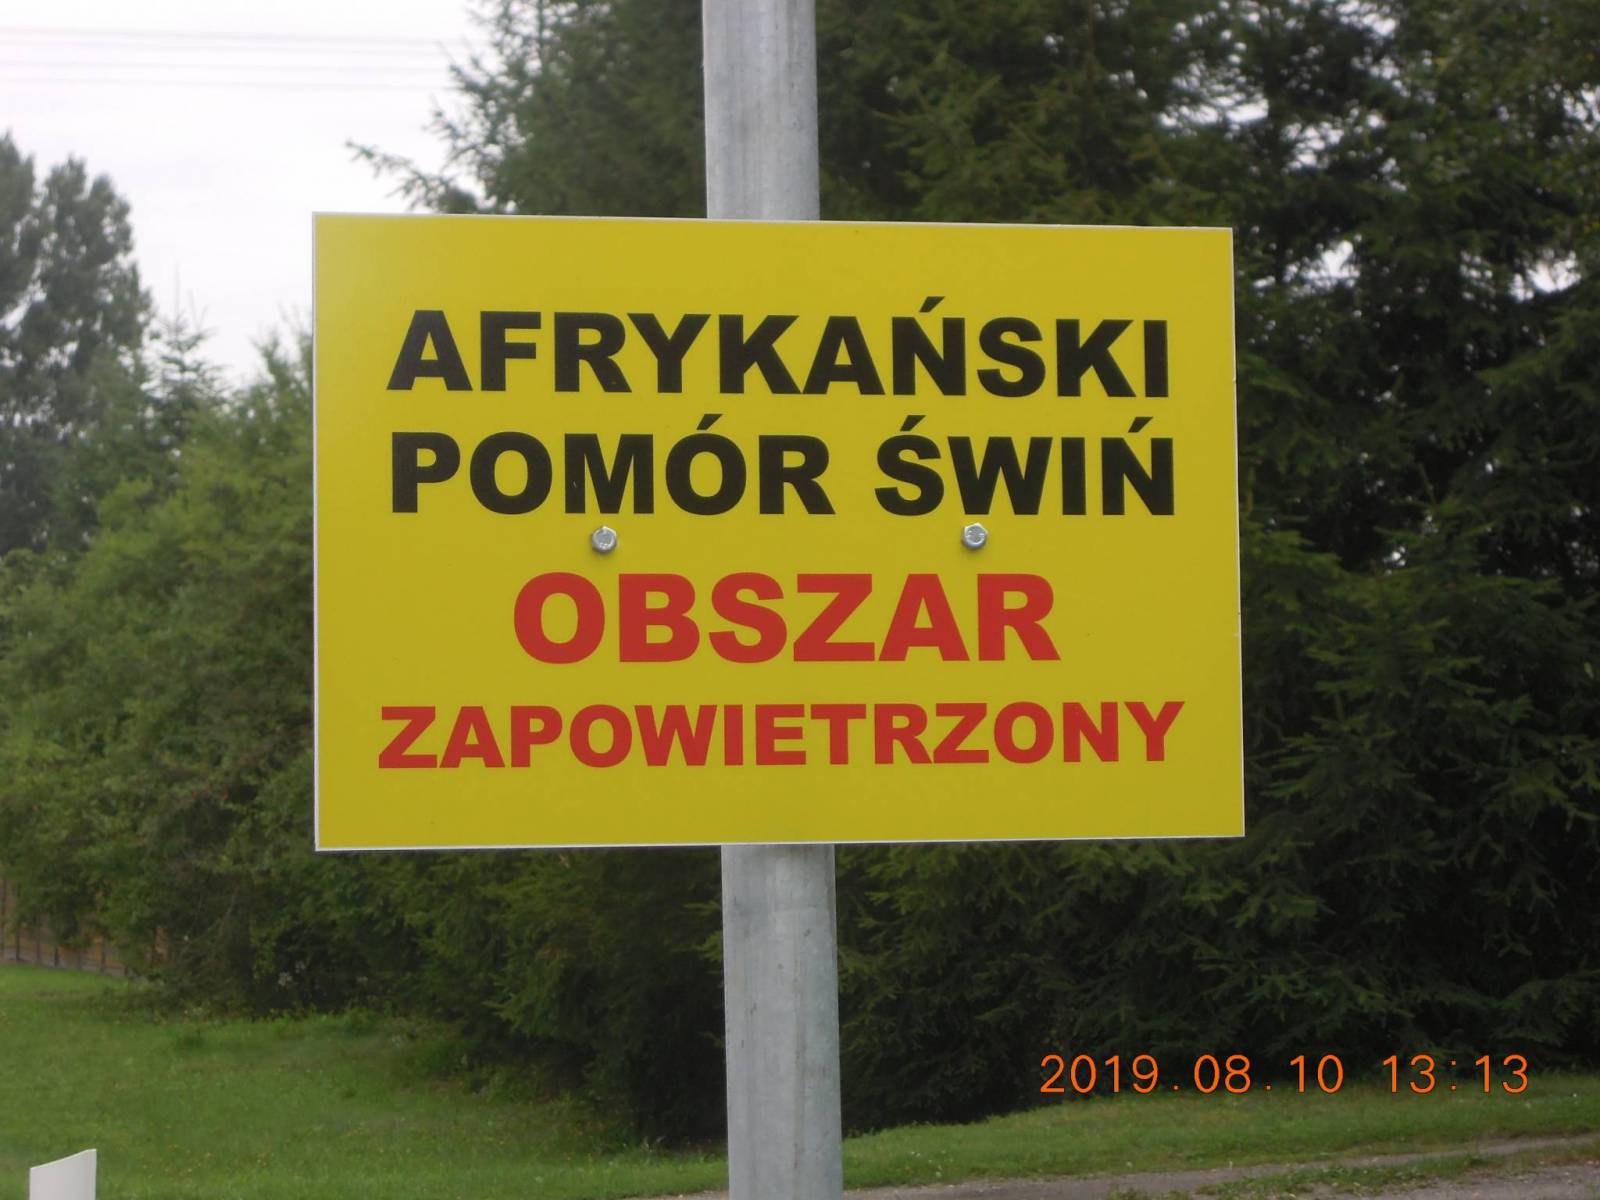 AFRYKAŃSKI
POMÓR ŚWIŃ
OBSZAR
ZAPOWIETRZONY
2019.08.10 13:13